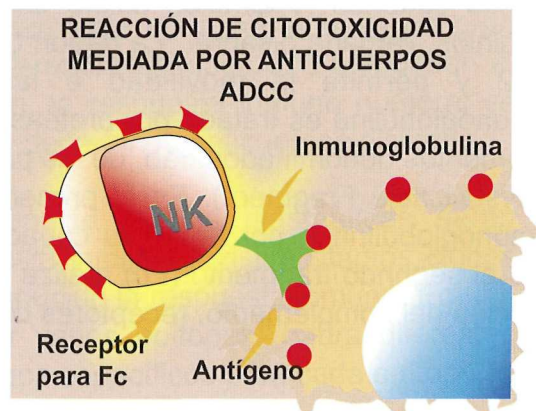 REACCIÓN DE CITOTOXICIDAD
MEDIADA POR ANTICUERPOS
ADCC
Inmunoglobulina
NK
Receptor
para Fc
Antígeno